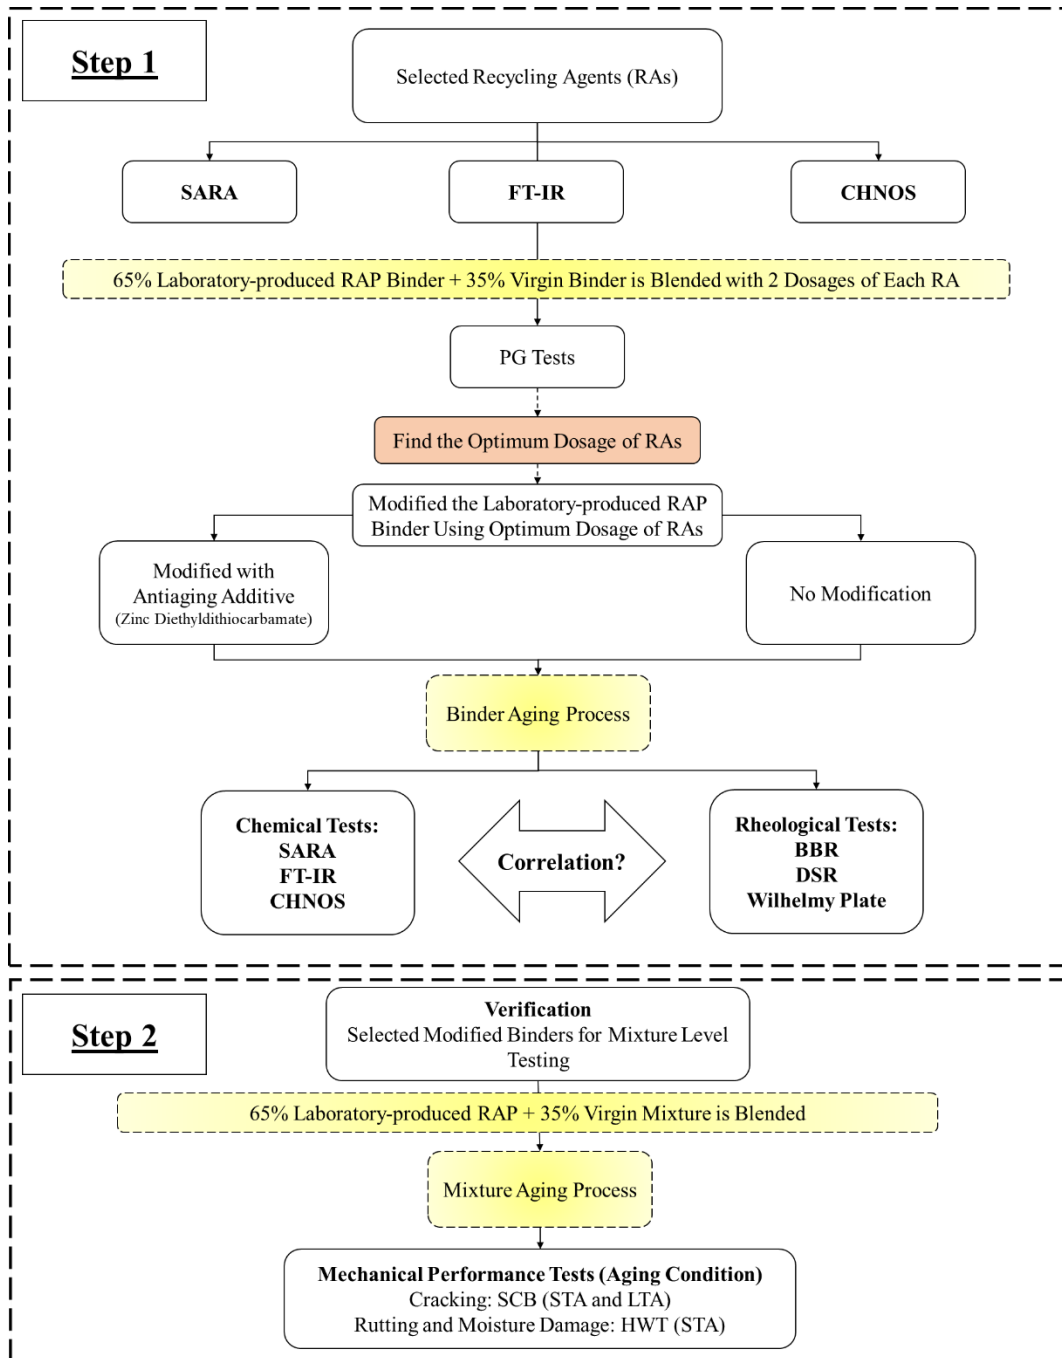 Step 1
Selected Recycling Agents (RAs)
SARA
FT-IR
CHNOS
65% Laboratory-produced RAP Binder + 35% Virgin Binder is Blended with 2 Dosages of Each RA
PG Tests
Find the Optimum Dosage of RAs
Modified the Laboratory-produced RAP
Binder Using Optimum Dosage of RAs
Modified with
Antiaging Additive
(Zinc Diethyldithiocarbamate)
No Modification
Binder Aging Process
Chemical Tests:
SARA
FT-IR
CHNOS
Correlation?
Rheological Tests:
BBR
DSR
Wilhelmy Plate
Step 2
Verification
Selected Modified Binders for Mixture Level
Testing
65% Laboratory-produced RAP + 35% Virgin Mixture is Blended
Mixture Aging Process
Mechanical Performance Tests (Aging Condition)
Cracking: SCB (STA and LTA)
Rutting and Moisture Damage: HWT (STA)